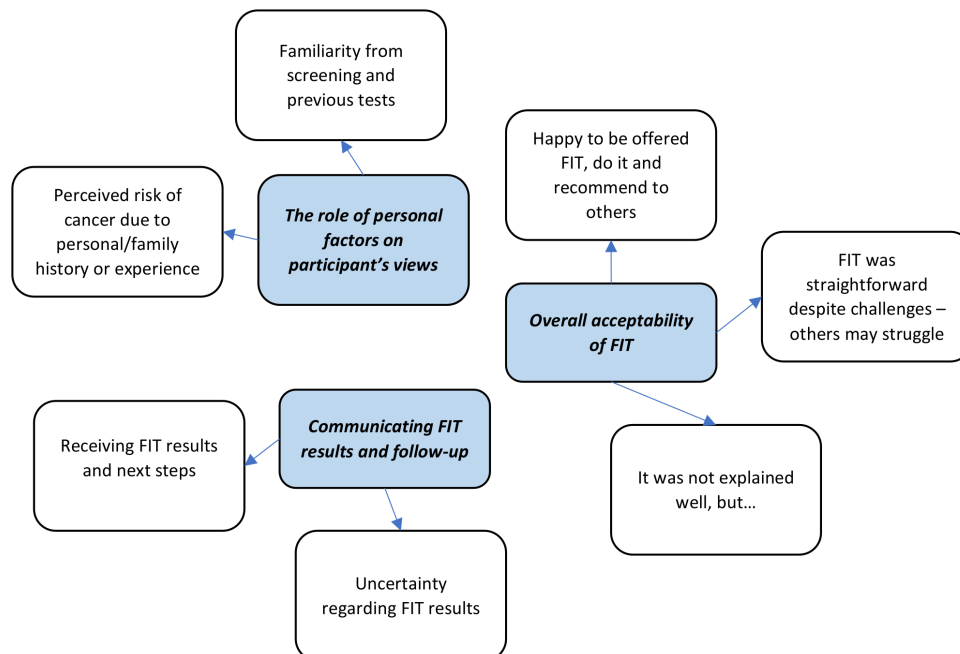 Familiarity from
screening and
previous tests
Happy to be offered
FIT, do it and
recommend to
others
Perceived risk of
cancer due to
personal/family
history or experience
The role of personal
factors on
participant’s views
FIT was
straightforward
despite challenges –
others may struggle
Overall acceptability
of FIT
Communicating FIT
results and follow-up
Receiving FIT results
and next steps
It was not explained
well, but…
Uncertainty
regarding FIT results